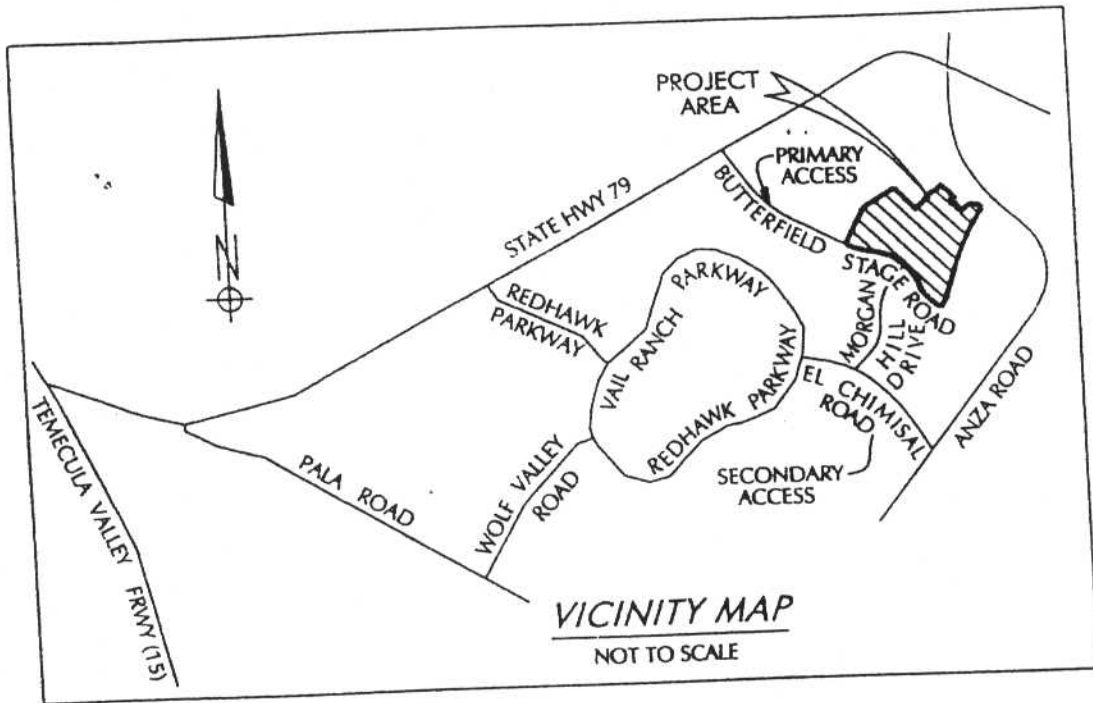 PROJECT
AREA
PRIMARY
ACCESS
STATE HWY 79
BUTTERFIELD STAGE ROAD
N
REDHAWK
PARKWAY
VAIL RANCH PARKWAY
MORGAN
HILL
DRIVE
REDHAWK PARKWAY
EL CHIMISAL
ROAD
ANZA ROAD
TEMECULA VALLEY FRWY (15)
PALA ROAD
WOLF VALLEY
ROAD
SECONDARY
ACCESS
VICINITY MAP
NOT TO SCALE